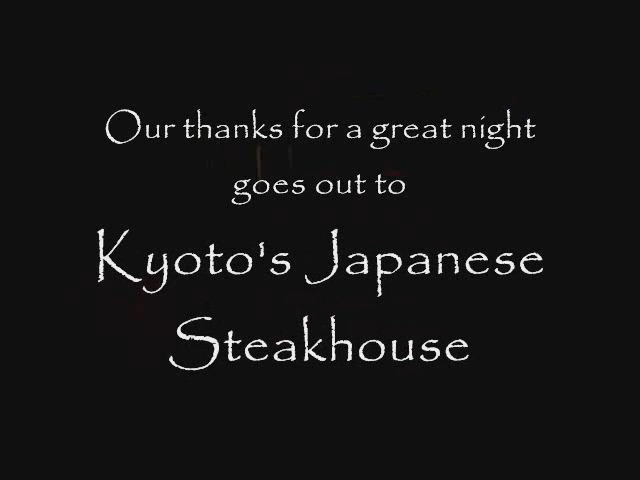 Our thanks for a great night
goes out to
Kyoto's Japanese
Steakhouse